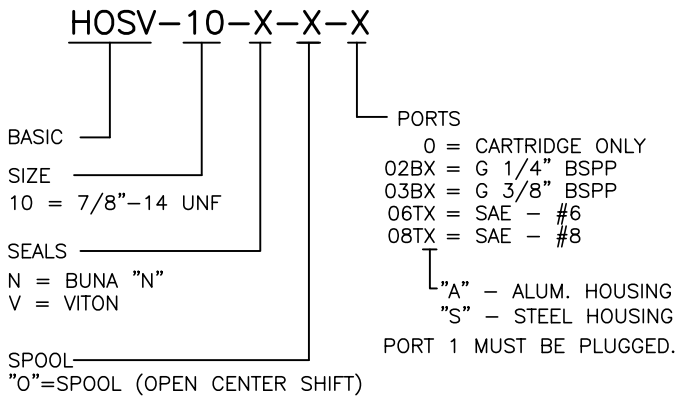 HOSV-10-X-X-X
BASIC
SIZE
10 = 7/8"-14 UNF
SEALS
N = BUNA "N"
V = VITON
SPOOL
"O"=SPOOL (OPEN CENTER SHIFT)
PORTS
0 = CARTRIDGE ONLY
02BX = G 1/4" BSPP
03BX = G 3/8" BSPP
06TX = SAE - #6
08TX = SAE - #8
"A" - ALUM. HOUSING
"S" - STEEL HOUSING
PORT 1 MUST BE PLUGGED.